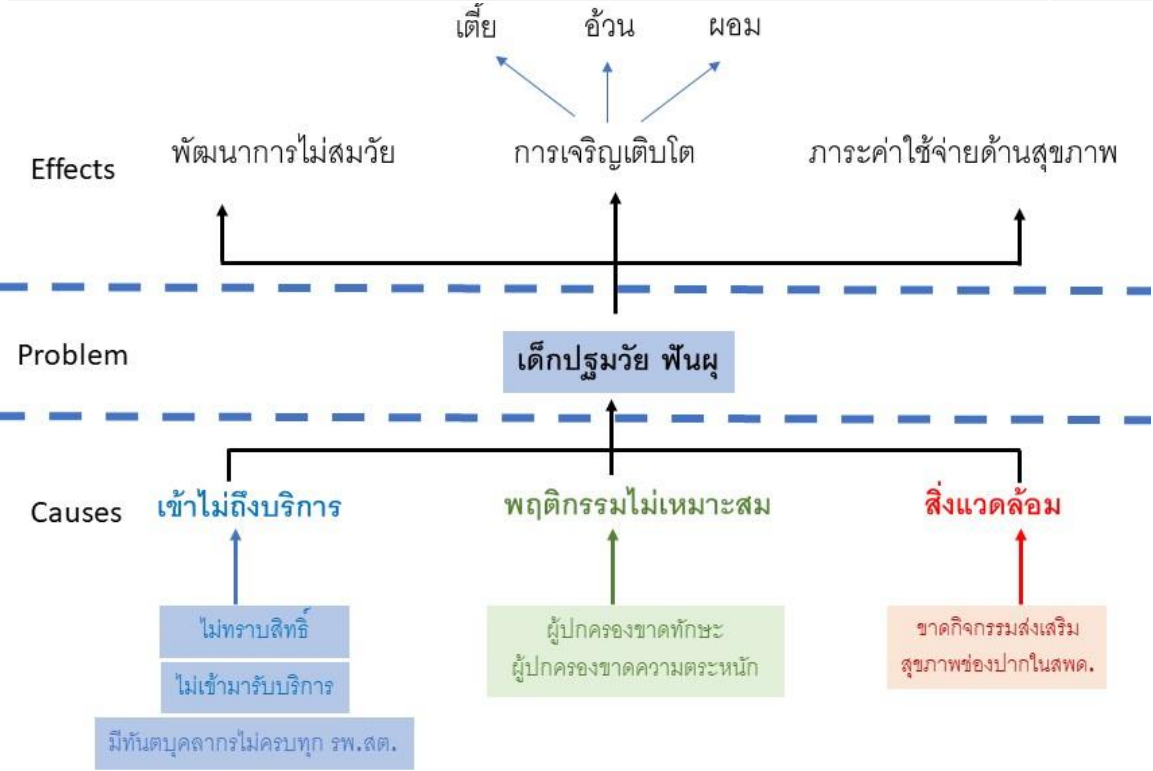 เตี้ย อ้วน ผอม
Effects พัฒนาการไม่สมวัย การเจริญเติบโต ภาระค่าใช้จ่ายด้านสุขภาพ
Problem เด็กปฐมวัย ฟันผุ
Causes เข้าไม่ถึงบริการ พฤติกรรมไม่เหมาะสม สิ่งแวดล้อม
ไม่ทราบสิทธิ์
ไม่เข้ามารับบริการ
มีทันตบุคลากรไม่ครบทุก รพ.สต.
ผู้ปกครองขาดทักษะ
ผู้ปกครองขาดความตระหนัก
ขาดกิจกรรมส่งเสริม
สุขภาพช่องปากในสพด.